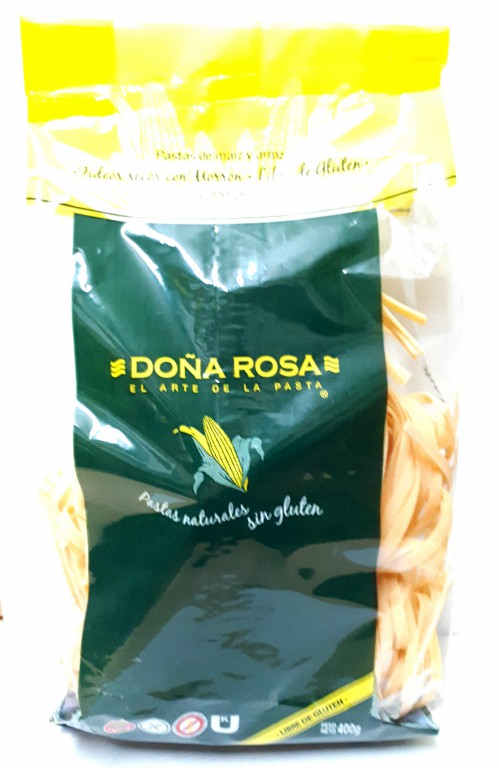 Pastas de maíz y arroz
Fideos secos con Morrón - Libre de Gluten -
DOÑA ROSA
EL ARTE DE LA PASTA
®
Pastas naturales sin gluten
- LIBRE DE GLUTEN -
K
400g